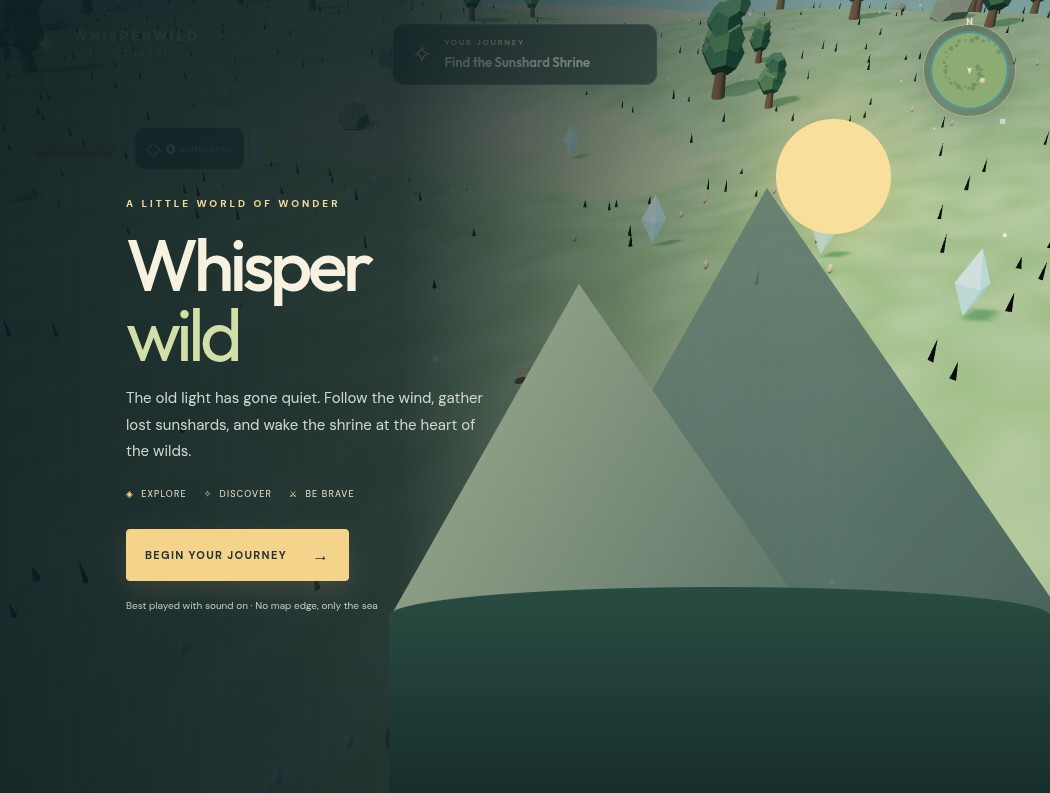 WHISPERWILD
YOUR JOURNEY
Find the Sunshard Shrine
N
0 SUNSHARDS
A LITTLE WORLD OF WONDER
Whisper
wild
The old light has gone quiet. Follow the wind, gather
lost sunshards, and wake the shrine at the heart of
the wilds.
EXPLORE DISCOVER BE BRAVE
BEGIN YOUR JOURNEY →
Best played with sound on · No map edge, only the sea